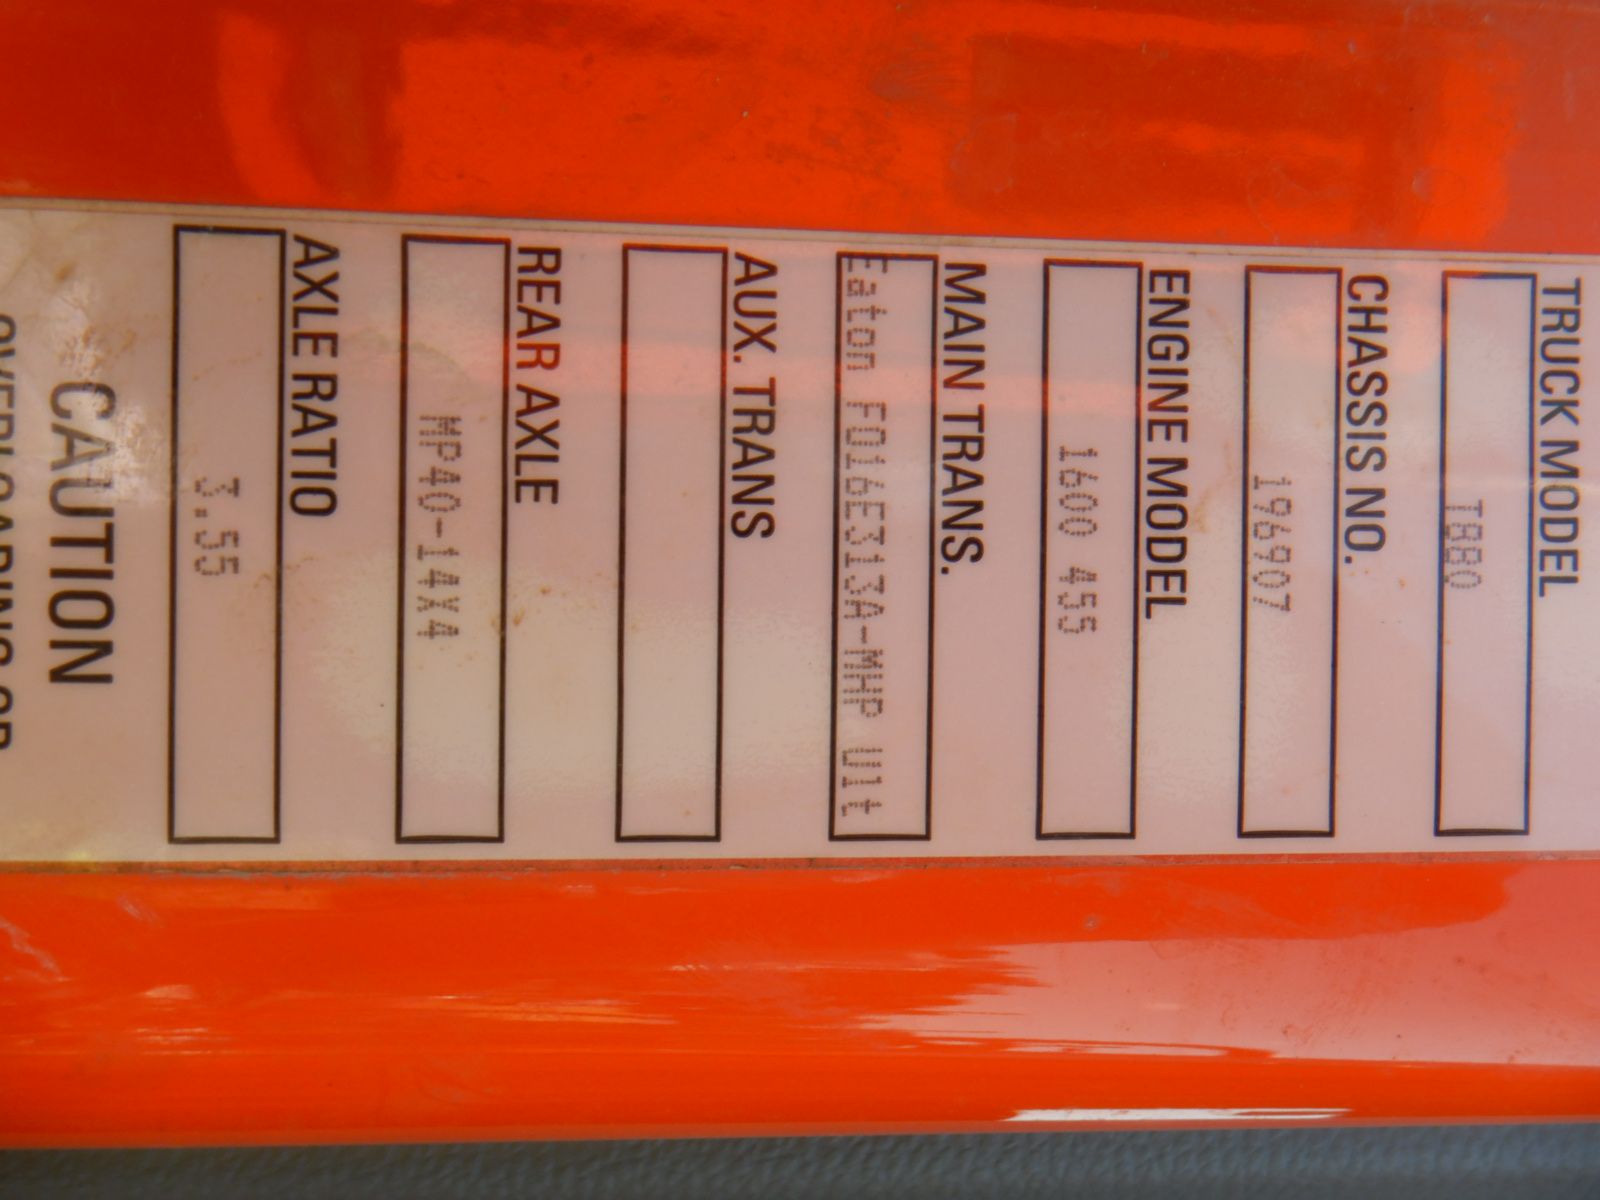 TRUCK MODEL
T880
CHASSIS NO.
196907
ENGINE MODEL
1600 455
MAIN TRANS.
Eaton FO16E313A-MHP Ult
AUX. TRANS
REAR AXLE
MP40-14X4
AXLE RATIO
3.55
CAUTION